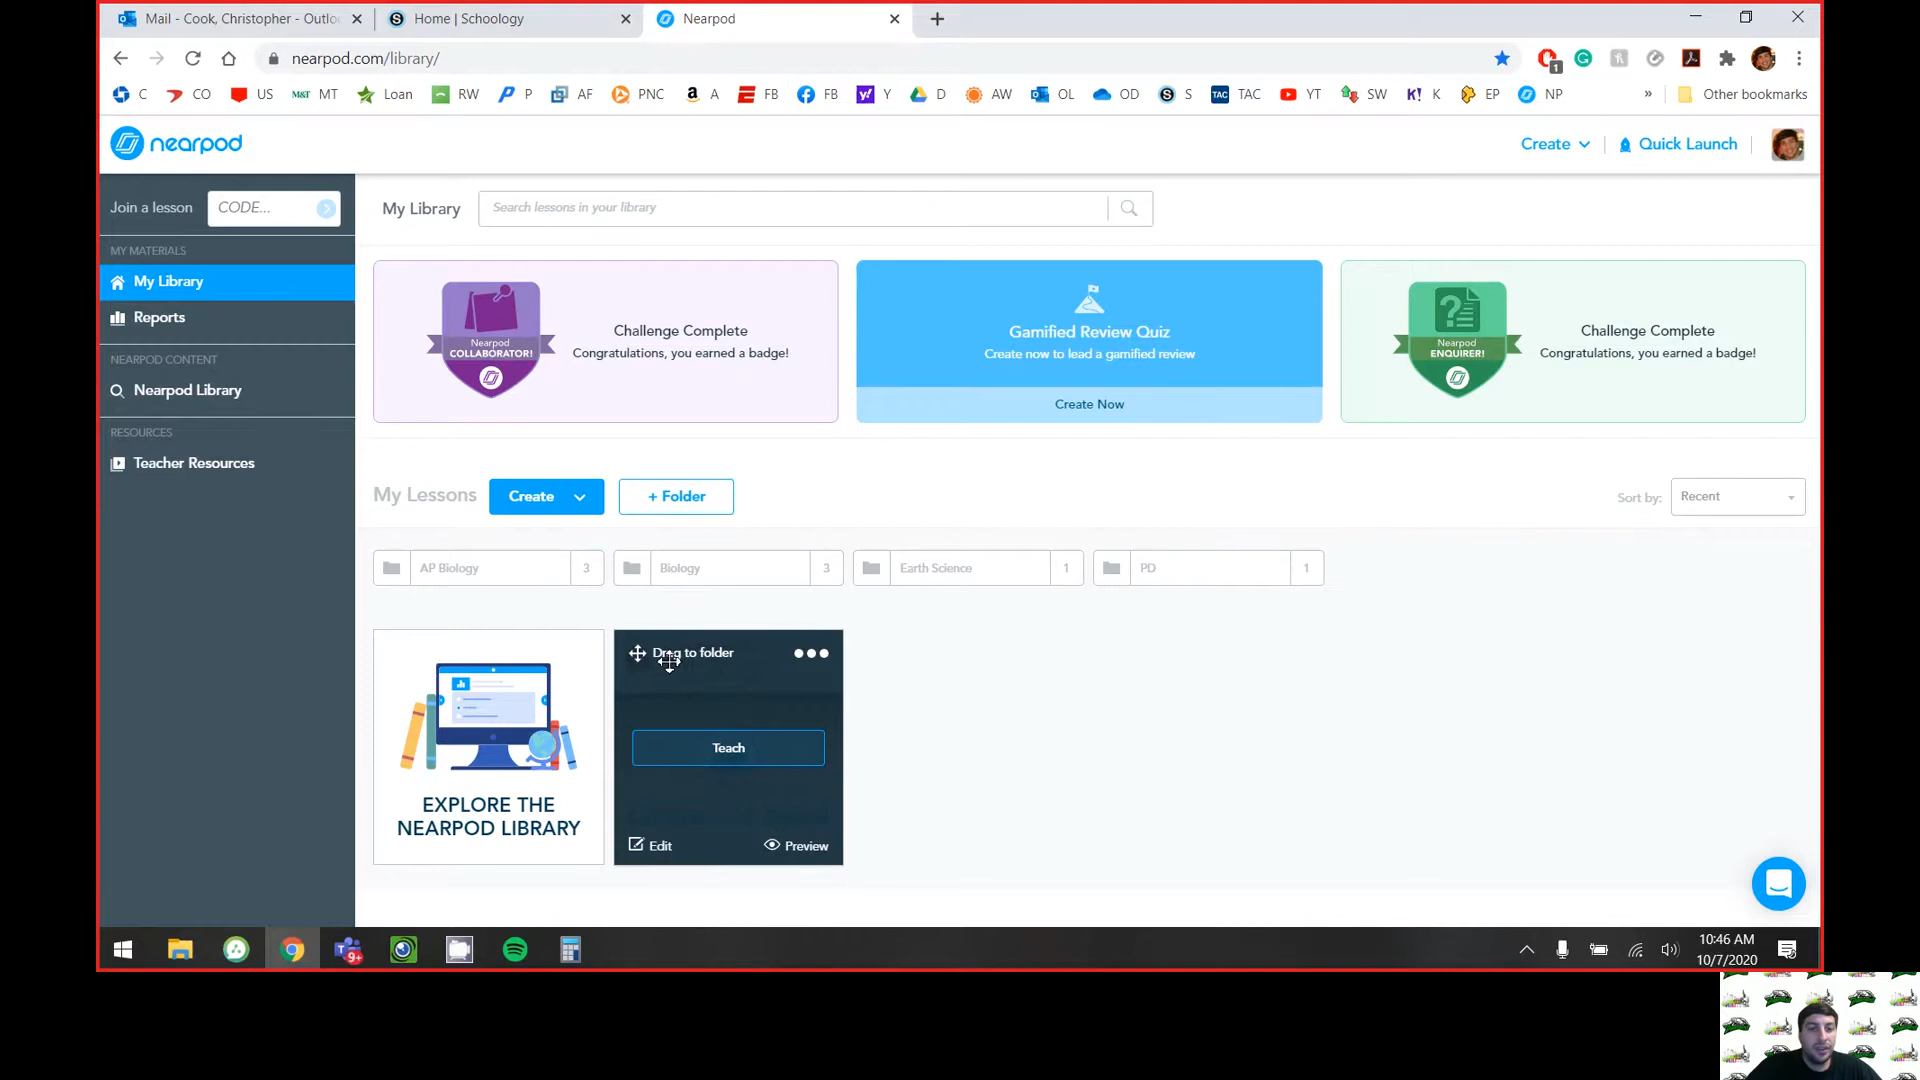 Mail - Cook, Christopher - Outlo
Home | Schoology
Nearpod
nearpod.com/library/
1
C
CO
US
M&T MT
Loan
RW
P
AF
PNC
A
FB
FB
Y
D
AW
OL
OD
S
TAC TAC
YT
SW
K! K
EP
NP
»
Other bookmarks
nearpod
Create
Quick Launch
Join a lesson
CODE...
My Library
Search lessons in your library
MY MATERIALS
My Library
Reports
NEARPOD CONTENT
Nearpod Library
RESOURCES
Teacher Resources
Nearpod
COLLABORATOR!
Challenge Complete
Congratulations, you earned a badge!
Gamified Review Quiz
Create now to lead a gamified review
Create Now
Nearpod
ENQUIRER!
Challenge Complete
Congratulations, you earned a badge!
My Lessons
Create
+ Folder
Sort by:
Recent
AP Biology
3
Biology
3
Earth Science
1
PD
1
EXPLORE THE
NEARPOD LIBRARY
Drag to folder
Teach
Edit
Preview
9+
10:46 AM
10/7/2020